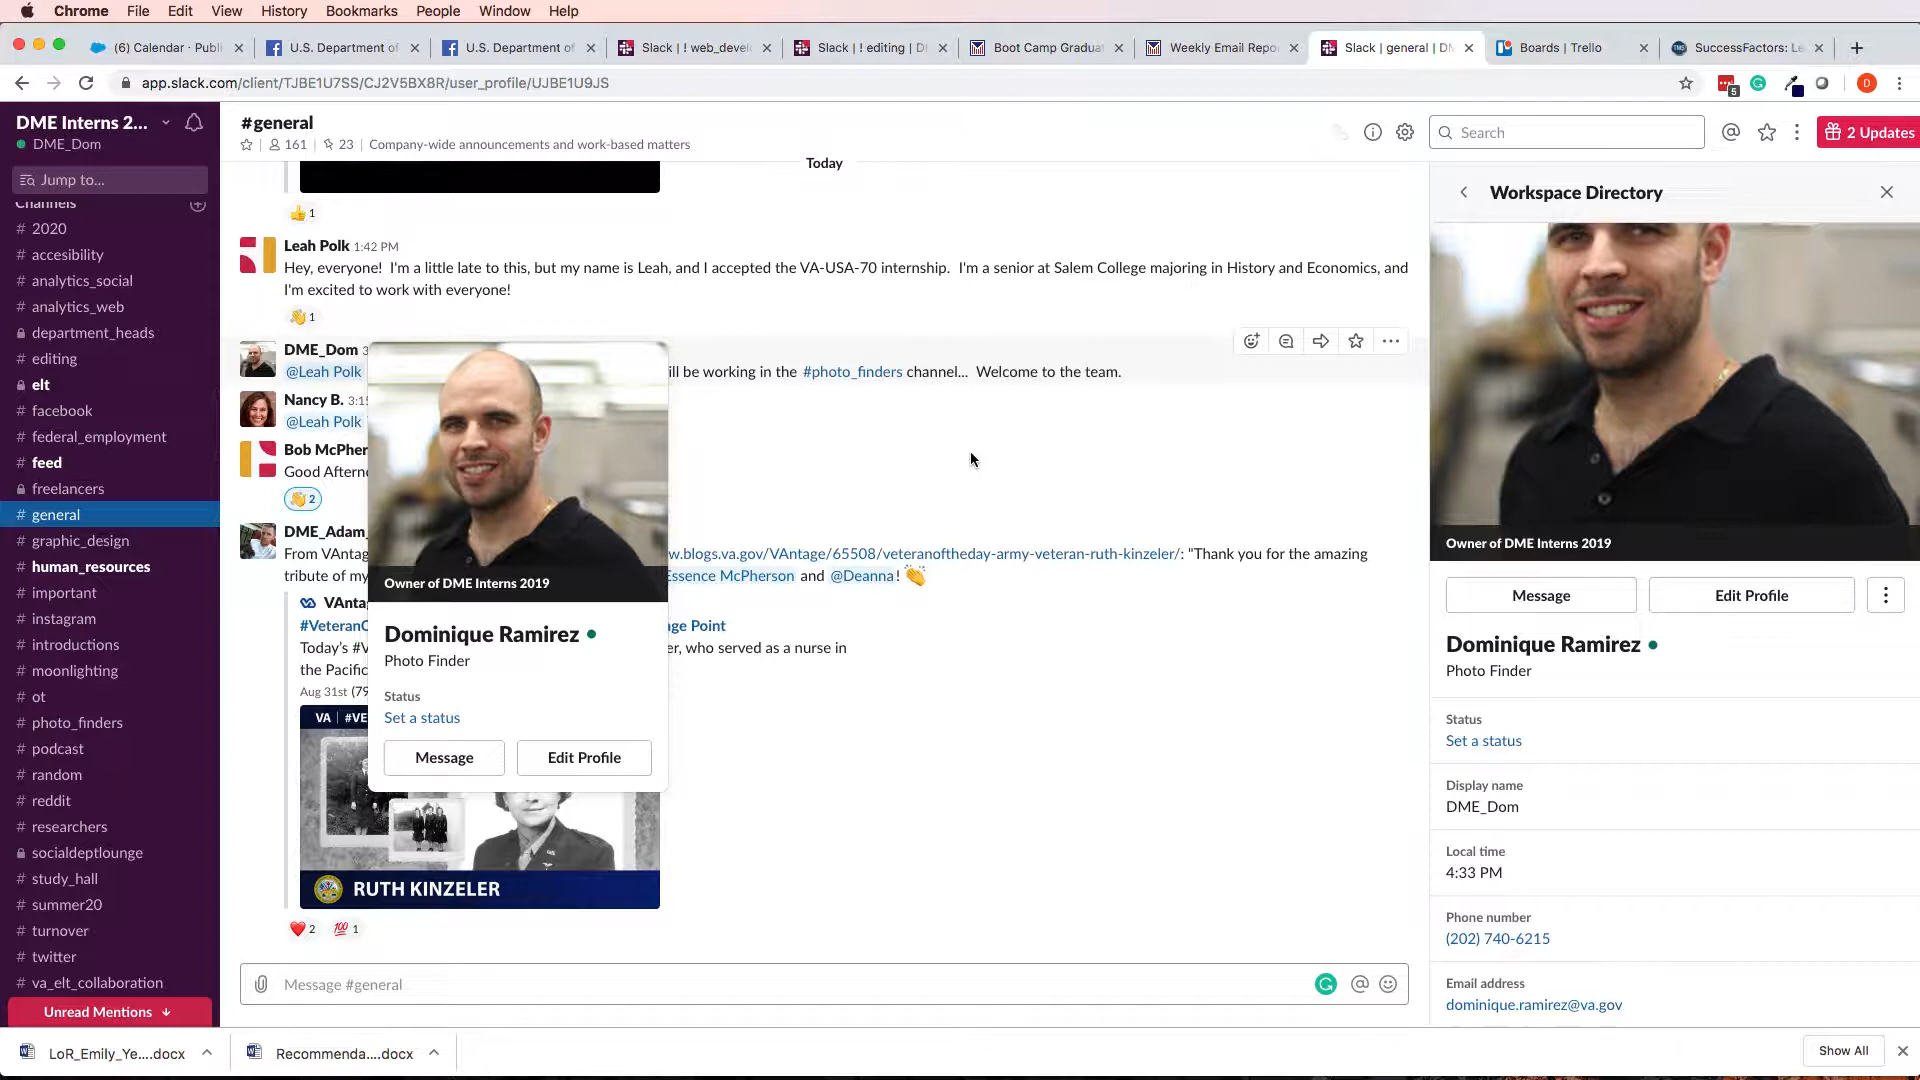 Chrome File Edit View History Bookmarks People Window Help
(6) Calendar · Publi
U.S. Department of
U.S. Department of
Slack | ! web_devel
Slack | ! editing | D
Boot Camp Gradua
Weekly Email Repo
Slack | general | DM
Boards | Trello
SuccessFactors: Le
app.slack.com/client/TJBE1U7SS/CJ2V5BX8R/user_profile/UJBE1U9JS
5
D
DME Interns 2...
DME_Dom
Jump to...
Channels
# 2020
# accesibility
# analytics_social
# analytics_web
department_heads
# editing
elt
# facebook
# federal_employment
# feed
freelancers
# general
# graphic_design
# human_resources
# important
# instagram
# introductions
# moonlighting
# ot
# photo_finders
# podcast
# random
# reddit
# researchers
socialdeptlounge
# study_hall
# summer20
# turnover
# twitter
# va_elt_collaboration
Unread Mentions ↓
#general
161 | 23 | Company-wide announcements and work-based matters
Search
2 Updates
Today
1
Leah Polk 1:42 PM
Hey, everyone! I'm a little late to this, but my name is Leah, and I accepted the VA-USA-70 internship. I'm a senior at Salem College majoring in History and Economics, and
I'm excited to work with everyone!
1
DME_Dom 3
@Leah Polk
ll be working in the #photo_finders channel... Welcome to the team.
Nancy B. 3:15
@Leah Polk
Bob McPher
Good Afterno
2
DME_Adam_
From VAntag
w.blogs.va.gov/VAntage/65508/veteranoftheday-army-veteran-ruth-kinzeler/: "Thank you for the amazing
tribute of my
Essence McPherson and @Deanna!
VAnta
#VeteranO
ge Point
Today's #V
er, who served as a nurse in
the Pacific
Aug 31st (79
VA | #VE
RUTH KINZELER
2 100 1
Owner of DME Interns 2019
Dominique Ramirez
Photo Finder
Status
Set a status
Message
Edit Profile
Message #general
Workspace Directory
Owner of DME Interns 2019
Message
Edit Profile
Dominique Ramirez
Photo Finder
Status
Set a status
Display name
DME_Dom
Local time
4:33 PM
Phone number
(202) 740-6215
Email address
dominique.ramirez@va.gov
LoR_Emily_Ye....docx
Recommenda....docx
Show All